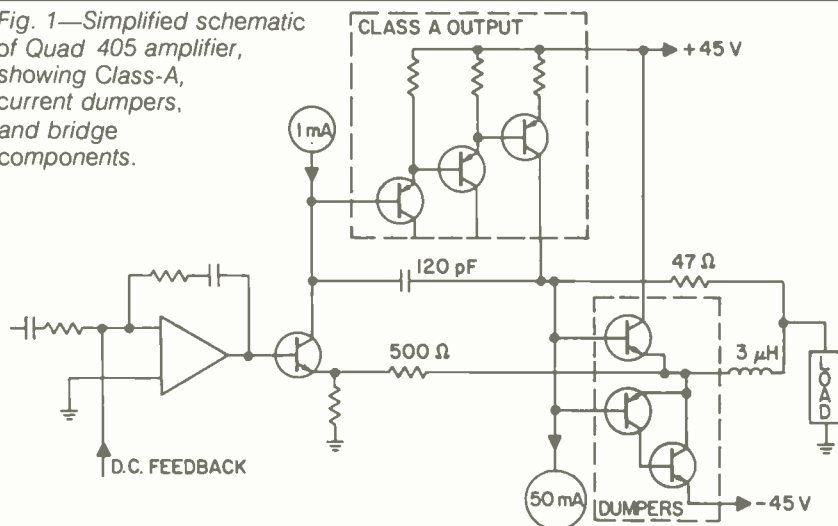 Fig. 1—Simplified schematic
of Quad 405 amplifier,
showing Class-A,
current dumpers,
and bridge
components.
CLASS A OUTPUT
+45 V
1mA
120 pF
47 Ω
500 Ω
3 μH
LOAD
D.C. FEEDBACK
50 mA
DUMPERS
-45V